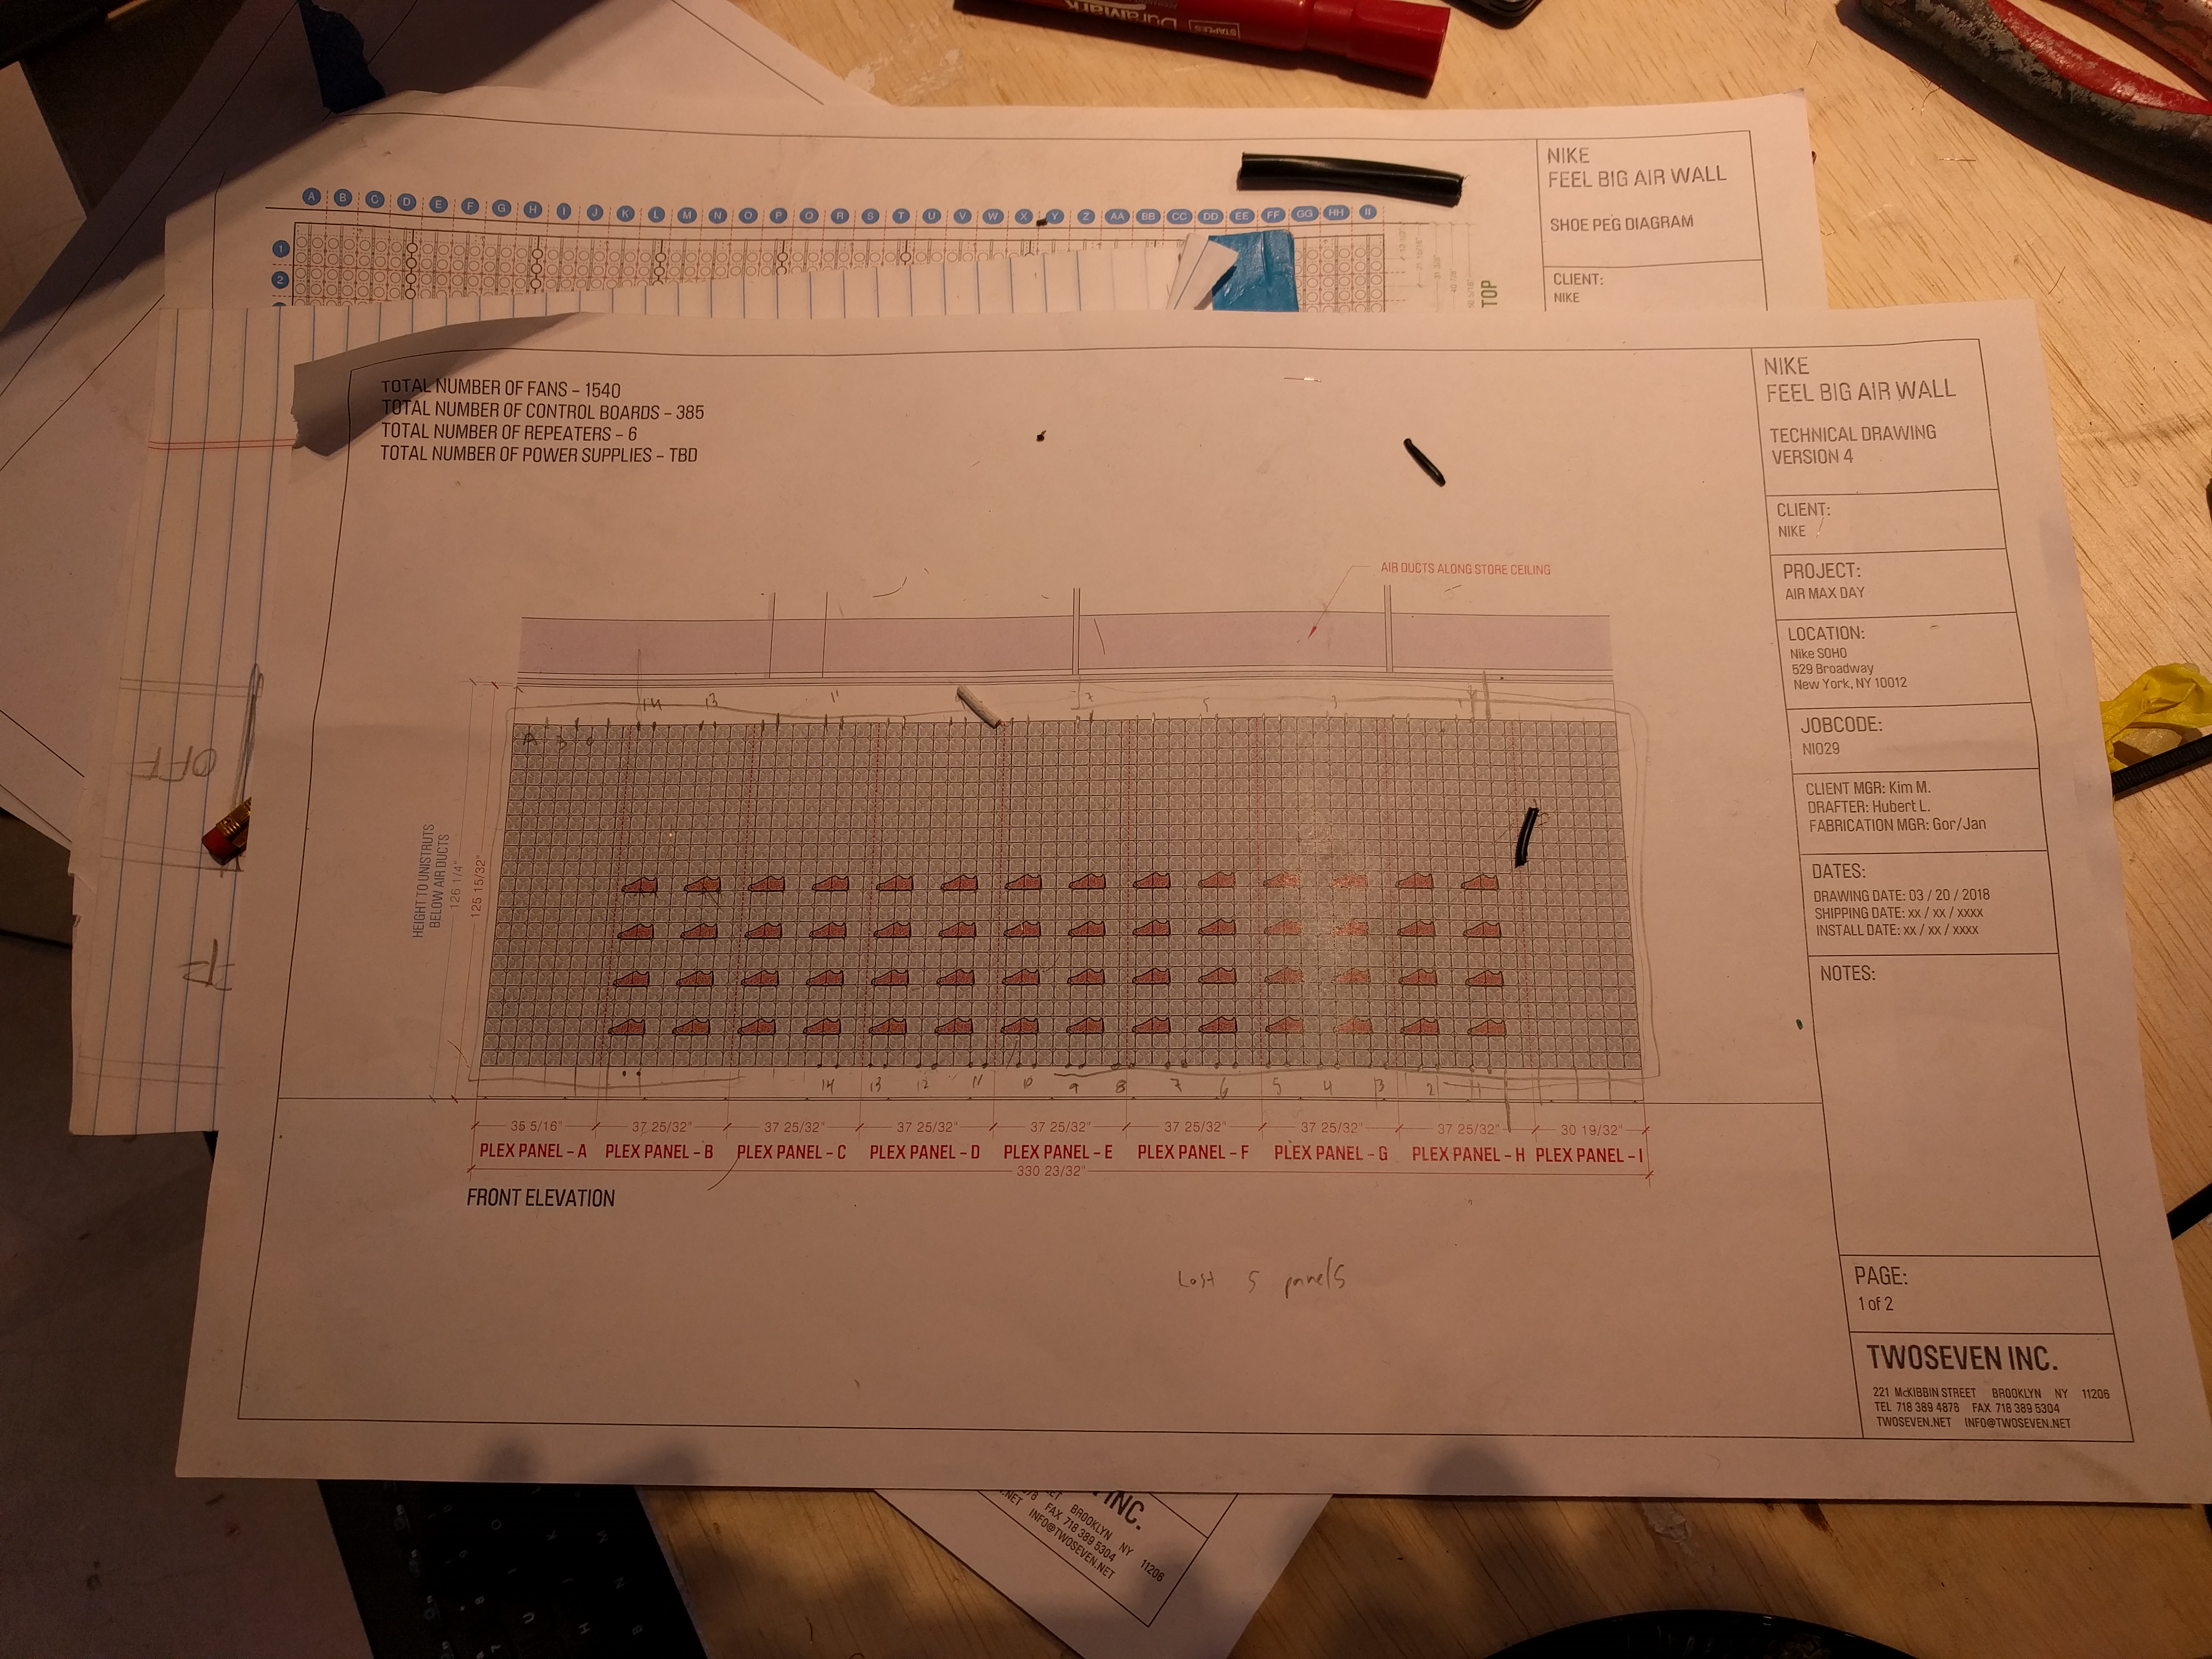 DURAMARK
STAPLES
NIKE
FEEL BIG AIR WALL
SHOE PEG DIAGRAM
CLIENT:
NIKE
A B C D E F G H I J K L M N O P Q R S T U V W X Y Z AA BB CC DD EE FF GG HH II
1
2
TOP
TOTAL NUMBER OF FANS – 1540
TOTAL NUMBER OF CONTROL BOARDS – 385
TOTAL NUMBER OF REPEATERS – 6
TOTAL NUMBER OF POWER SUPPLIES – TBD
AIR DUCTS ALONG STORE CEILING
14 13 11 7 5 3 1
HEIGHT TO UNISTRUTS
BELOW AIR DUCTS
126 1/4"
125 15/32"
14 13 12 11 10 9 8 7 6 5 4 3 2 1
35 5/16" 37 25/32" 37 25/32" 37 25/32" 37 25/32" 37 25/32" 37 25/32" 37 25/32" 30 19/32"
PLEX PANEL – A PLEX PANEL – B PLEX PANEL – C PLEX PANEL – D PLEX PANEL – E PLEX PANEL – F PLEX PANEL – G PLEX PANEL – H PLEX PANEL – I
330 23/32"
FRONT ELEVATION
Last 5 panels
NIKE
FEEL BIG AIR WALL
TECHNICAL DRAWING
VERSION 4
CLIENT:
NIKE
PROJECT:
AIR MAX DAY
LOCATION:
Nike SOHO
529 Broadway
New York, NY 10012
JOBCODE:
NI029
CLIENT MGR: Kim M.
DRAFTER: Hubert L.
FABRICATION MGR: Gor/Jan
DATES:
DRAWING DATE: 03 / 20 / 2018
SHIPPING DATE: xx / xx / xxxx
INSTALL DATE: xx / xx / xxxx
NOTES:
PAGE:
1 of 2
TWOSEVEN INC.
221 McKIBBIN STREET BROOKLYN NY 11206
TEL 718 389 4876 FAX 718 389 5304
TWOSEVEN.NET INFO@TWOSEVEN.NET
OFF
INC.
BROOKLYN NY 11206
FAX 718 389 5304
INFO@TWOSEVEN.NET